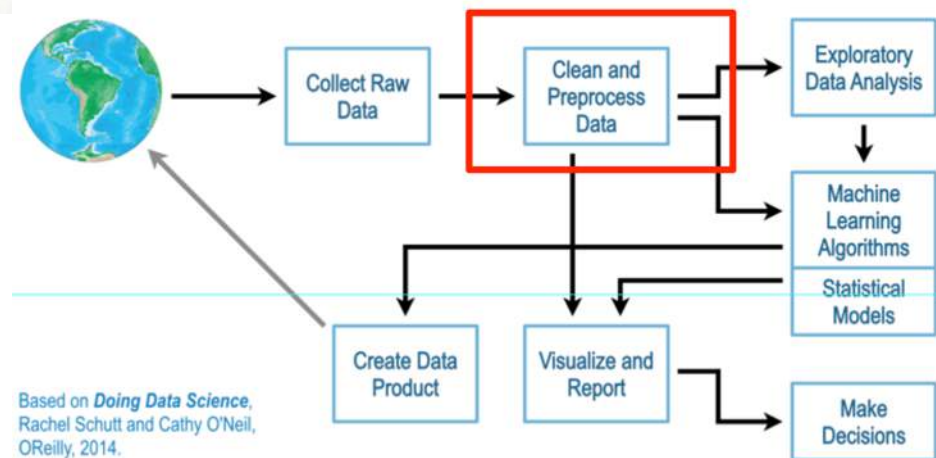 Collect Raw
Data
Clean and
Preprocess
Data
Exploratory
Data Analysis
Machine
Learning
Algorithms
Statistical
Models
Create Data
Product
Visualize and
Report
Make
Decisions
Based on Doing Data Science,
Rachel Schutt and Cathy O'Neil,
OReilly, 2014.